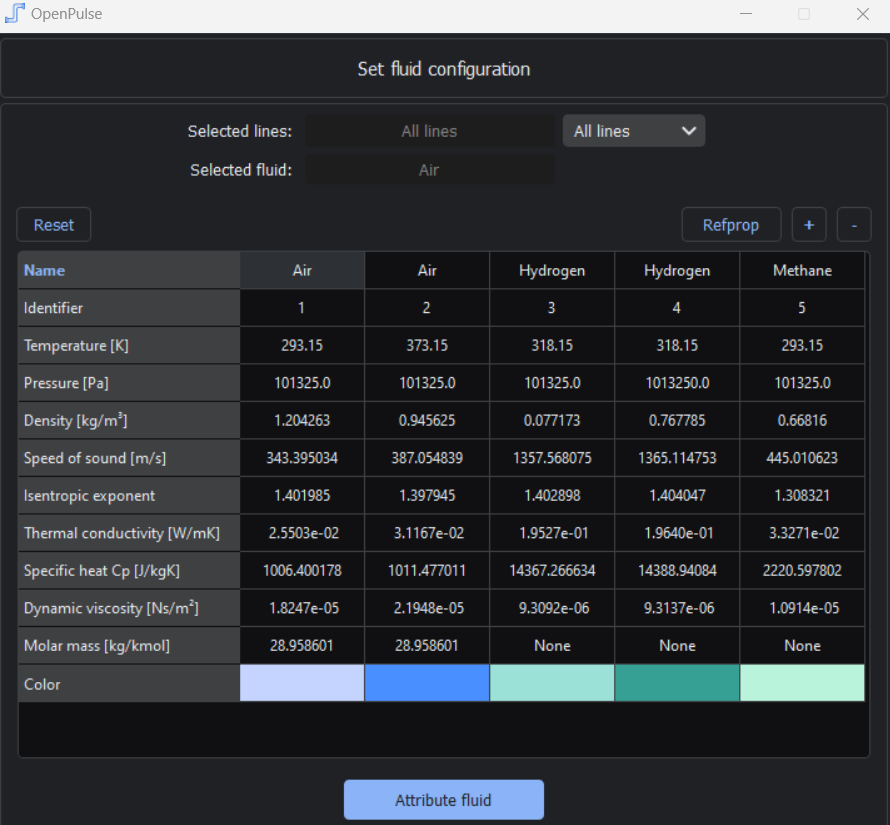 OpenPulse
Set fluid configuration
Selected lines: All lines All lines
Selected fluid: Air
Reset Refprop + -
Name Air Air Hydrogen Hydrogen Methane
Identifier 1 2 3 4 5
Temperature [K] 293.15 373.15 318.15 318.15 293.15
Pressure [Pa] 101325.0 101325.0 101325.0 1013250.0 101325.0
Density [kg/m³] 1.204263 0.945625 0.077173 0.767785 0.66816
Speed of sound [m/s] 343.395034 387.054839 1357.568075 1365.114753 445.010623
Isentropic exponent 1.401985 1.397945 1.402898 1.404047 1.308321
Thermal conductivity [W/mK] 2.5503e-02 3.1167e-02 1.9527e-01 1.9640e-01 3.3271e-02
Specific heat Cp [J/kgK] 1006.400178 1011.477011 14367.266634 14388.94084 2220.597802
Dynamic viscosity [Ns/m²] 1.8247e-05 2.1948e-05 9.3092e-06 9.3137e-06 1.0914e-05
Molar mass [kg/kmol] 28.958601 28.958601 None None None
Color
Attribute fluid